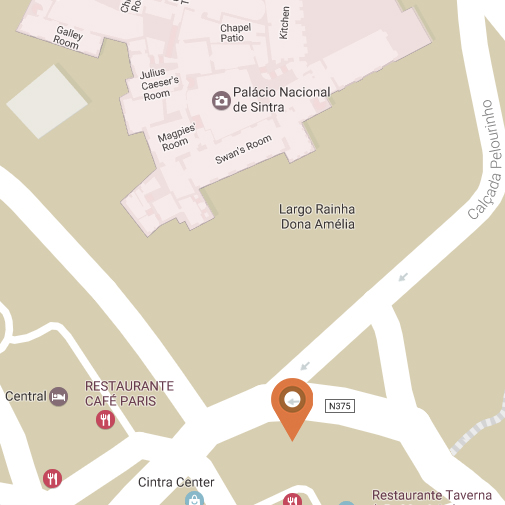 Galley
Room
Chapel
Patio
Kitchen
Julius
Caeser's
Room
Palácio Nacional
de Sintra
Magpies'
Room
Swan's Room
Largo Rainha
Dona Amélia
Calçada Pelourinho
RESTAURANTE
CAFÉ PARIS
Central
N375
Cintra Center
Restaurante Taverna